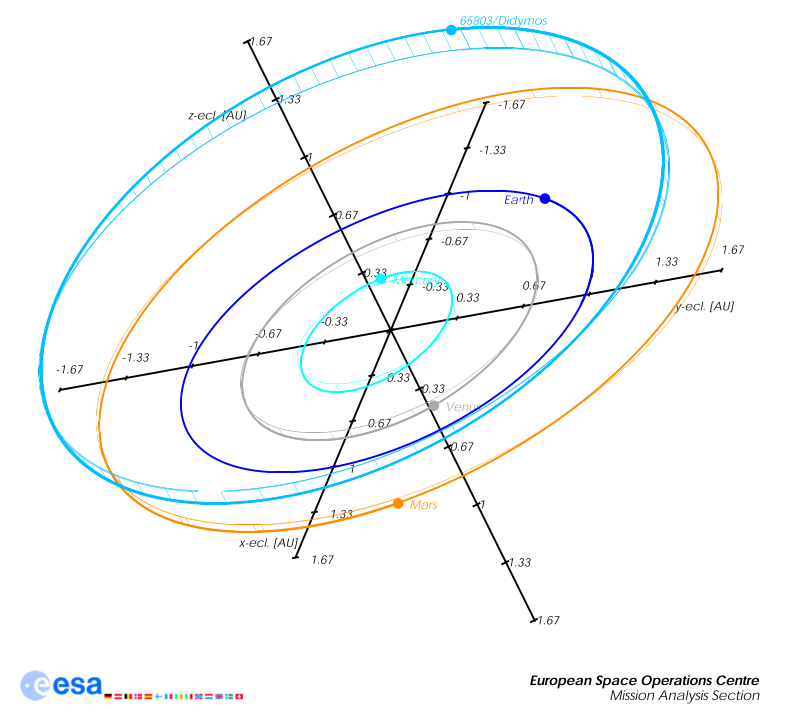 65803/Didymos
1.67
z-ecl. [AU]
1.33
-1.67
1
-1.33
-1
Earth
0.67
-0.67
1.67
1.33
0.33
Mercury
-0.33
0.33
0.67
y-ecl. [AU]
-0.33
-0.67
-1
-1.33
-1.67
0.33
0.33
Venus
0.67
0.67
1
1
Mars
1.33
x-ecl. [AU]
1.67
1.33
1.67
esa
European Space Operations Centre
Mission Analysis Section